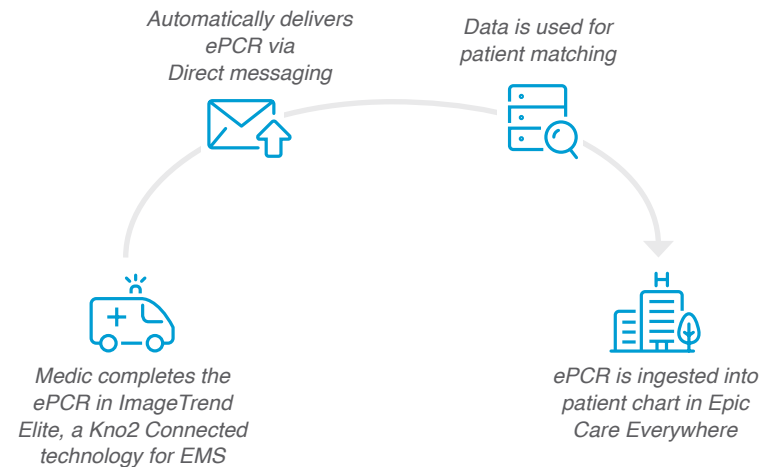 Automatically delivers
ePCR via
Direct messaging
Data is used for
patient matching
H
Medic completes the
ePCR in ImageTrend
Elite, a Kno2 Connected
technology for EMS
ePCR is ingested into
patient chart in Epic
Care Everywhere